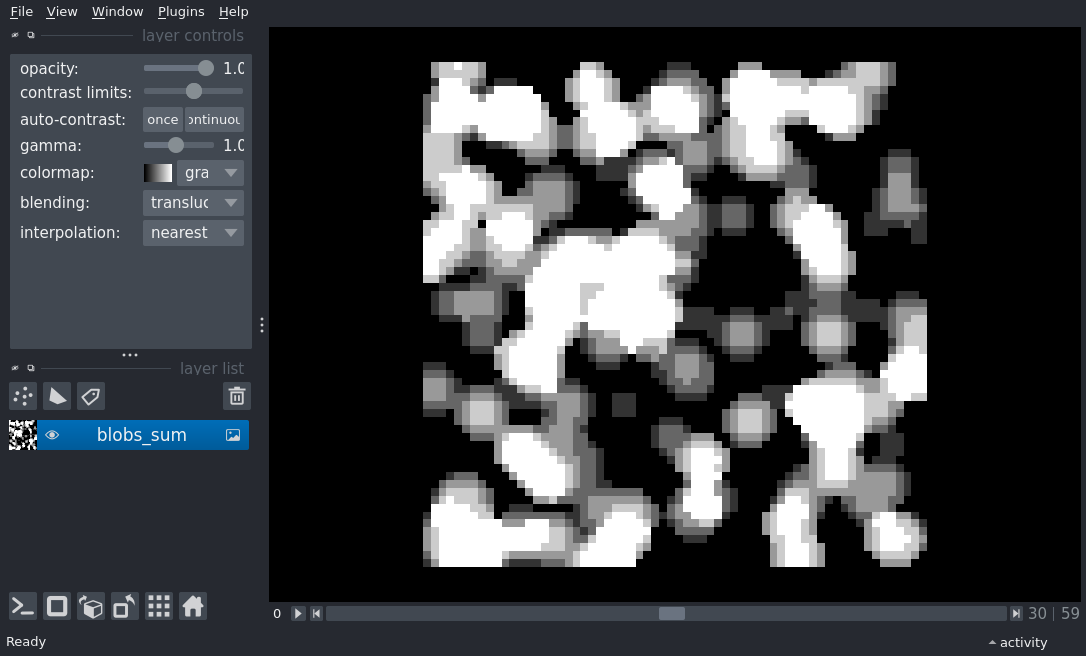 File View Window Plugins Help
layer controls
opacity: 1.0
contrast limits:
auto-contrast: once ontinuou
gamma: 1.0
colormap: gra
blending: transluc
interpolation: nearest
layer list
blobs_sum
0 30 | 59
Ready activity